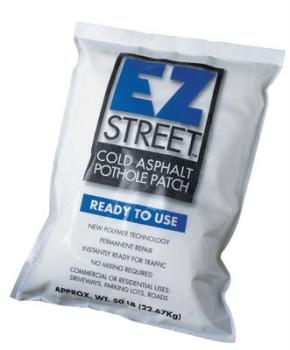 EZ
STREET™
COLD ASPHALT
POTHOLE PATCH
READY TO USE
NEW POLYMER TECHNOLOGY
PERMANENT REPAIR
INSTANTLY READY FOR TRAFFIC
NO MIXING REQUIRED
COMMERCIAL OR RESIDENTIAL USES:
DRIVEWAYS, PARKING LOTS, ROADS
APPROX. WT. 50 LB (22.67Kg)